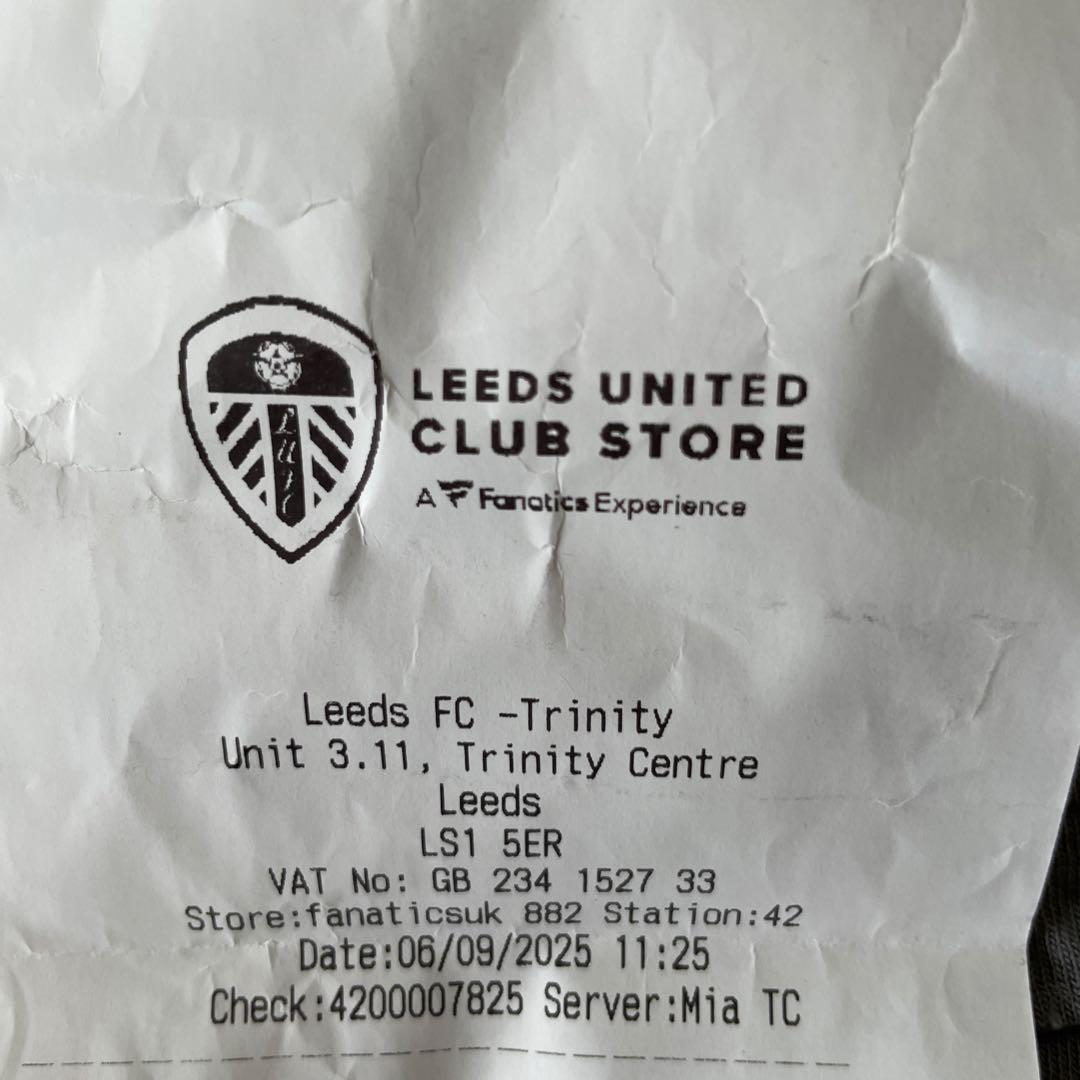 LUFC
LEEDS UNITED
CLUB STORE
A Fanatics Experience
Leeds FC -Trinity
Unit 3.11, Trinity Centre
Leeds
LS1 5ER
VAT No: GB 234 1527 33
Store:fanaticsuk 882 Station:42
Date:06/09/2025 11:25
Check:4200007825 Server:Mia TC